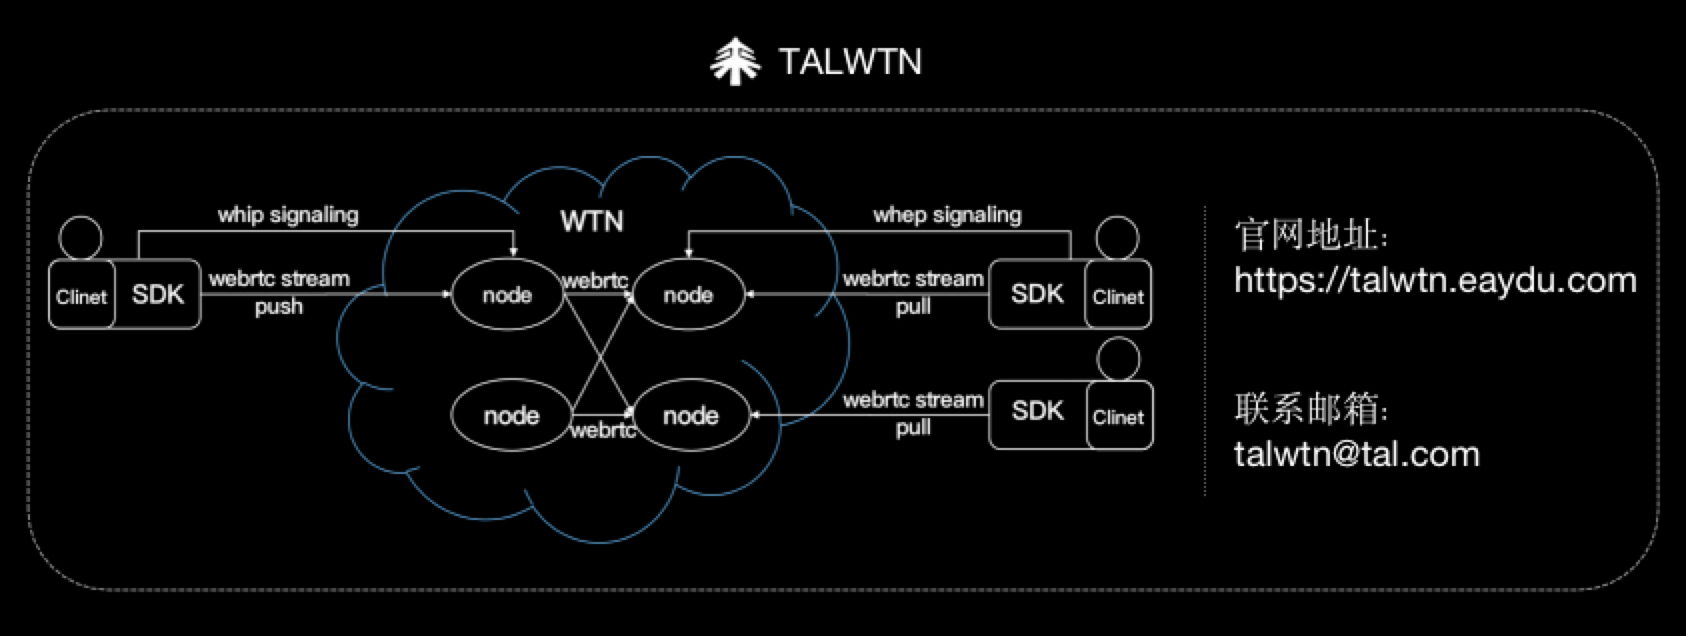 TALWTN
WTN
whip signaling
Clinet
SDK
webrtc stream
push
node
webrtc
node
whep signaling
webrtc stream
pull
SDK
Clinet
node
webrtc
node
webrtc stream
pull
SDK
Clinet
官网地址:
https://talwtn.eaydu.com
联系邮箱:
talwtn@tal.com